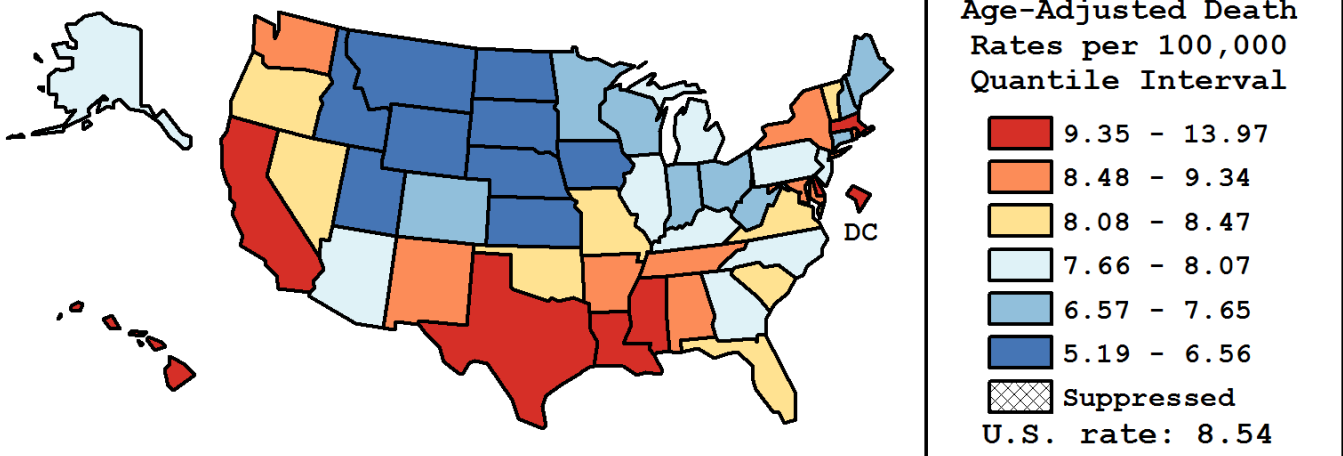 DC
Age-Adjusted Death
Rates per 100,000
Quantile Interval
9.35 - 13.97
8.48 - 9.34
8.08 - 8.47
7.66 - 8.07
6.57 - 7.65
5.19 - 6.56
Suppressed
U.S. rate: 8.54